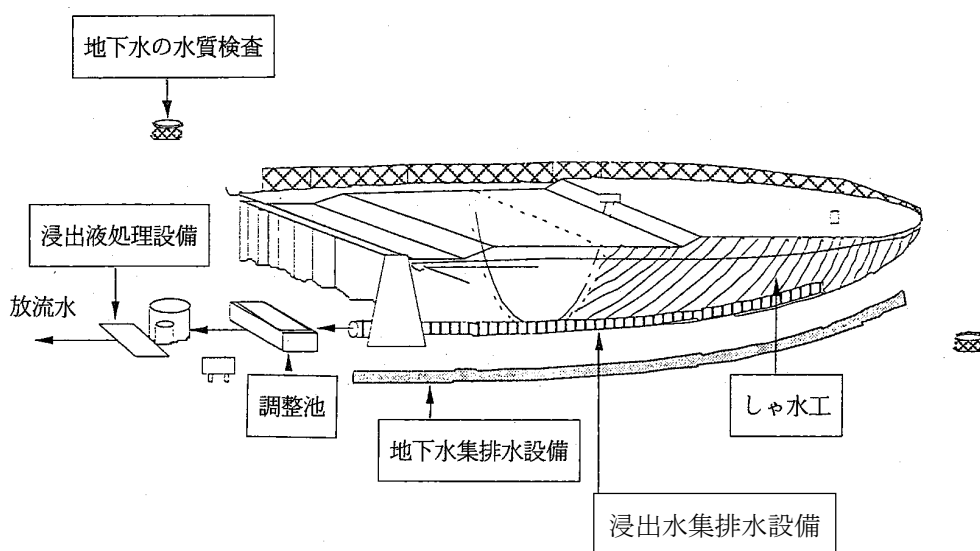 地下水の水質検査
浸出液処理設備
放流水
調整池
地下水集排水設備
しゃ水工
浸出水集排水設備